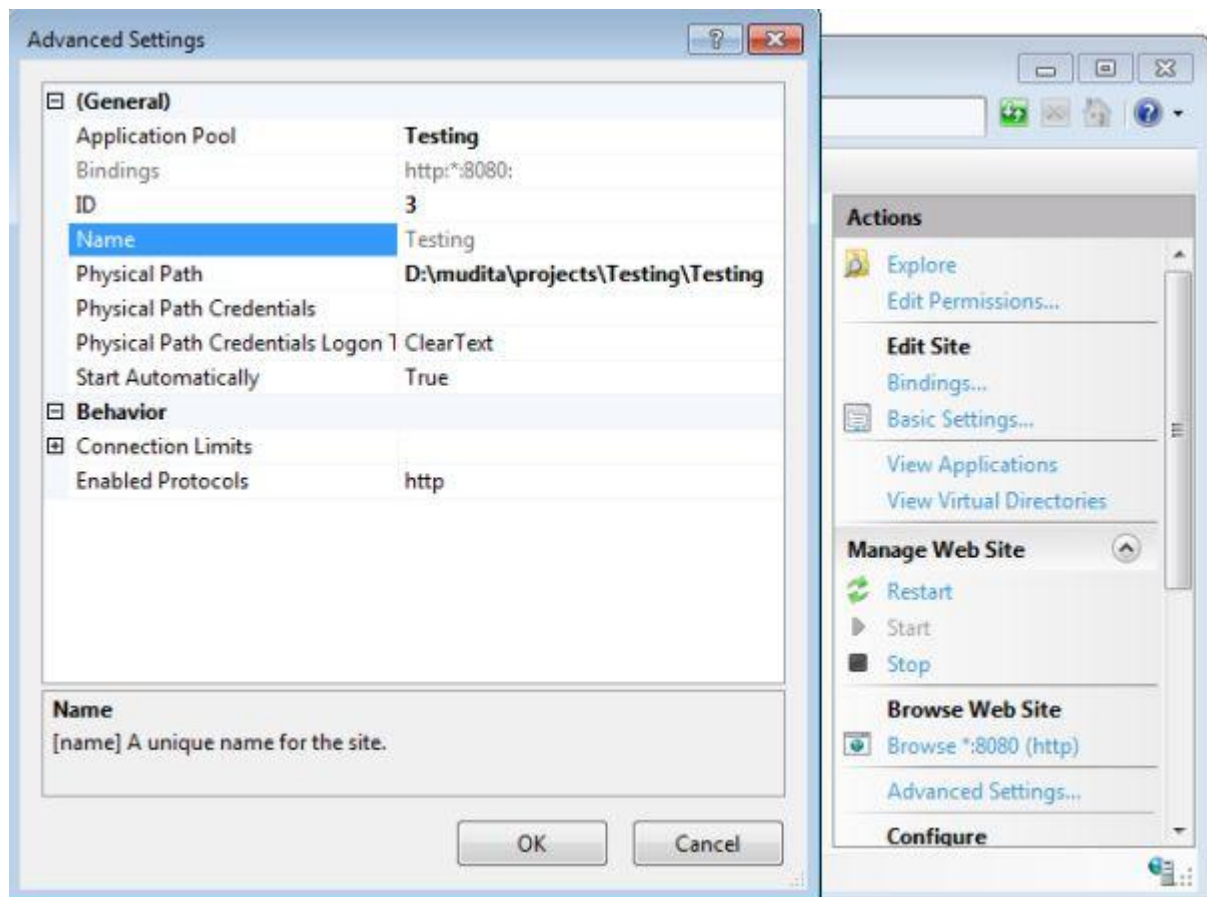 Advanced Settings
(General)
Application Pool Testing
Bindings http:*:8080:
ID 3
Name Testing
Physical Path D:\mudita\projects\Testing\Testing
Physical Path Credentials
Physical Path Credentials Logon T ClearText
Start Automatically True
Behavior
Connection Limits
Enabled Protocols http
Name
[name] A unique name for the site.
OK Cancel
Actions
Explore
Edit Permissions...
Edit Site
Bindings...
Basic Settings...
View Applications
View Virtual Directories
Manage Web Site
Restart
Start
Stop
Browse Web Site
Browse *:8080 (http)
Advanced Settings...
Configure